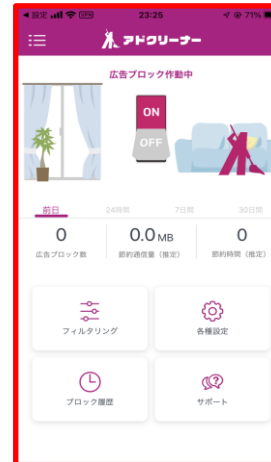 ◀ 設定 VPN 23:25 71%
アドクリーナー
広告ブロック作動中
ON
OFF
前日 24時間 7日間 30日間
0 0.0 MB 0
広告ブロック数 節約通信量（推定） 節約時間（推定）
フィルタリング 各種設定
ブロック履歴 サポート